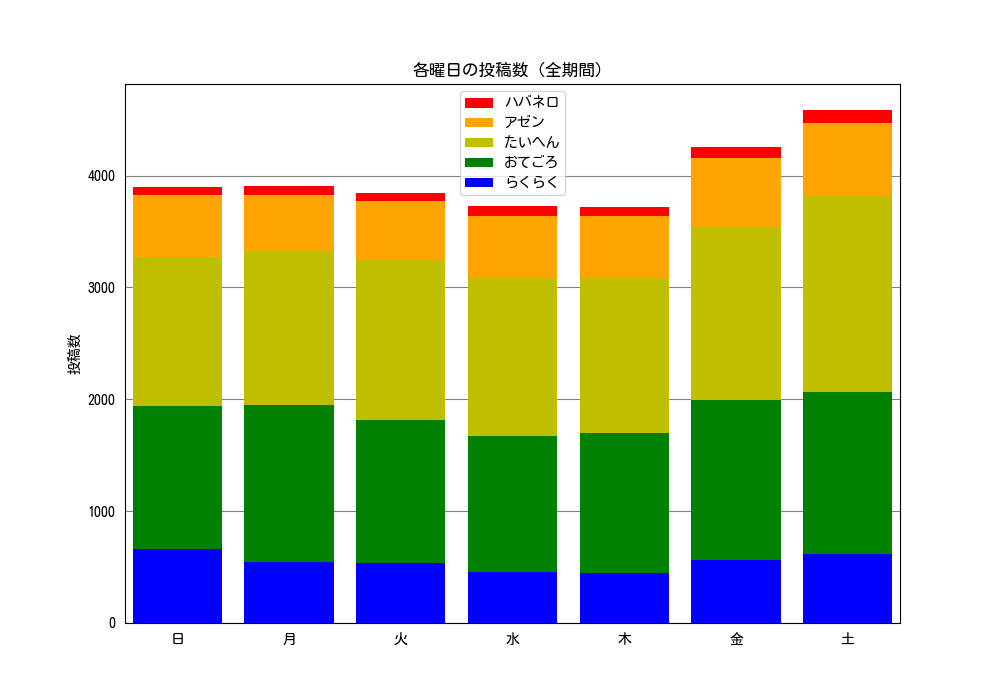 各曜日の投稿数（全期間）
ハバネロ
アゼン
たいへん
おてごろ
らくらく
投稿数
4000
3000
2000
1000
0
日 月 火 水 木 金 土